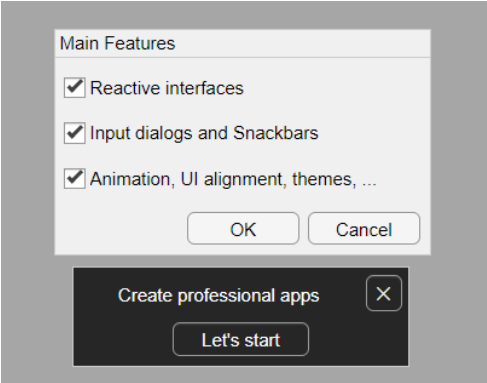 Main Features
Reactive interfaces
Input dialogs and Snackbars
Animation, UI alignment, themes, ...
OK Cancel
Create professional apps
Let's start